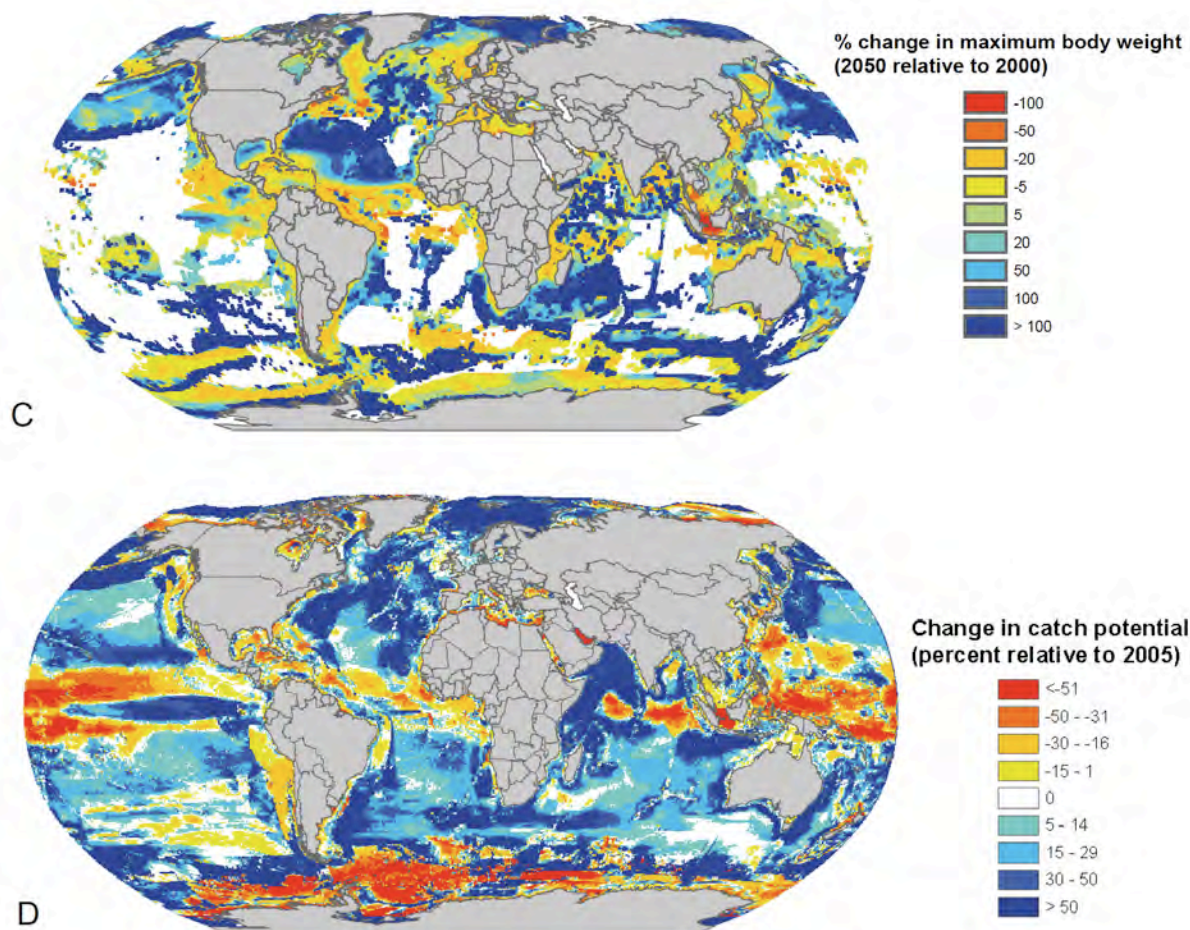 % change in maximum body weight
(2050 relative to 2000)
-100
-50
-20
-5
5
20
50
100
> 100
C
Change in catch potential
(percent relative to 2005)
<-51
-50 - -31
-30 - -16
-15 - 1
0
5 - 14
15 - 29
30 - 50
> 50
D